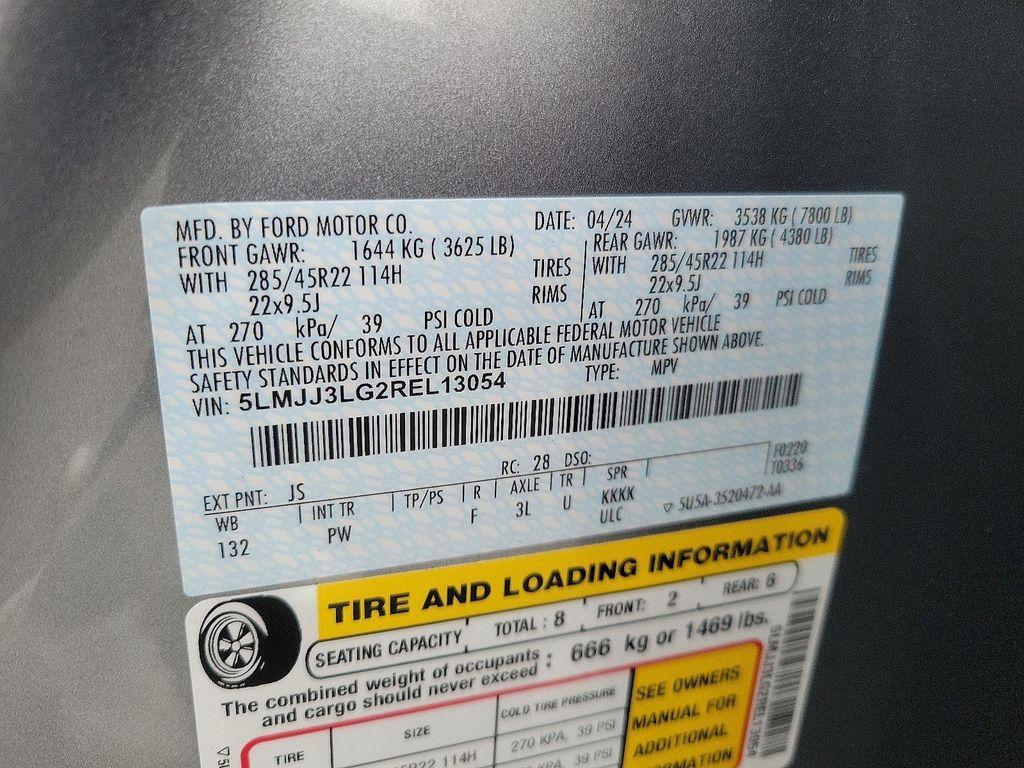 MFD. BY FORD MOTOR CO. DATE: 04/24 GVWR: 3538 KG ( 7800 LB)
FRONT GAWR: 1644 KG ( 3625 LB) REAR GAWR: 1987 KG ( 4380 LB)
WITH 285/45R22 114H TIRES WITH 285/45R22 114H TIRES
22x9.5J RIMS 22x9.5J RIMS
AT 270 kPa/ 39 PSI COLD AT 270 kPa/ 39 PSI COLD
THIS VEHICLE CONFORMS TO ALL APPLICABLE FEDERAL MOTOR VEHICLE
SAFETY STANDARDS IN EFFECT ON THE DATE OF MANUFACTURE SHOWN ABOVE.
VIN: 5LMJJ3LG2REL13054 TYPE: MPV
EXT PNT: JS RC: 28 DSO: F0220
T0336
WB INT TR TP/PS R AXLE TR SPR
132 PW F 3L U KKKK
ULC ▽ 5U5A-3520472-AA
TIRE AND LOADING INFORMATION
SEATING CAPACITY TOTAL : 8 FRONT: 2 REAR: 6
The combined weight of occupants : 666 kg or 1469 lbs.
and cargo should never exceed
TIRE SIZE COLD TIRE PRESSURE SEE OWNERS
MANUAL FOR
ADDITIONAL
5R22 114H 270 KPA, 39 PSI
KPA, 39 PSI
5LMJJ3LG2REL13054